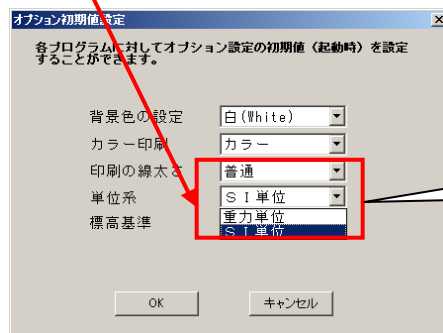 オプション初期値設定
各プログラムに対してオプション設定の初期値（起動時）を設定
することができます。
背景色の設定 白(White)
カラー印刷 カラー
印刷の線太さ 普通
単位系 ＳＩ単位
重力単位
標高基準 ＳＩ単位
OK キャンセル